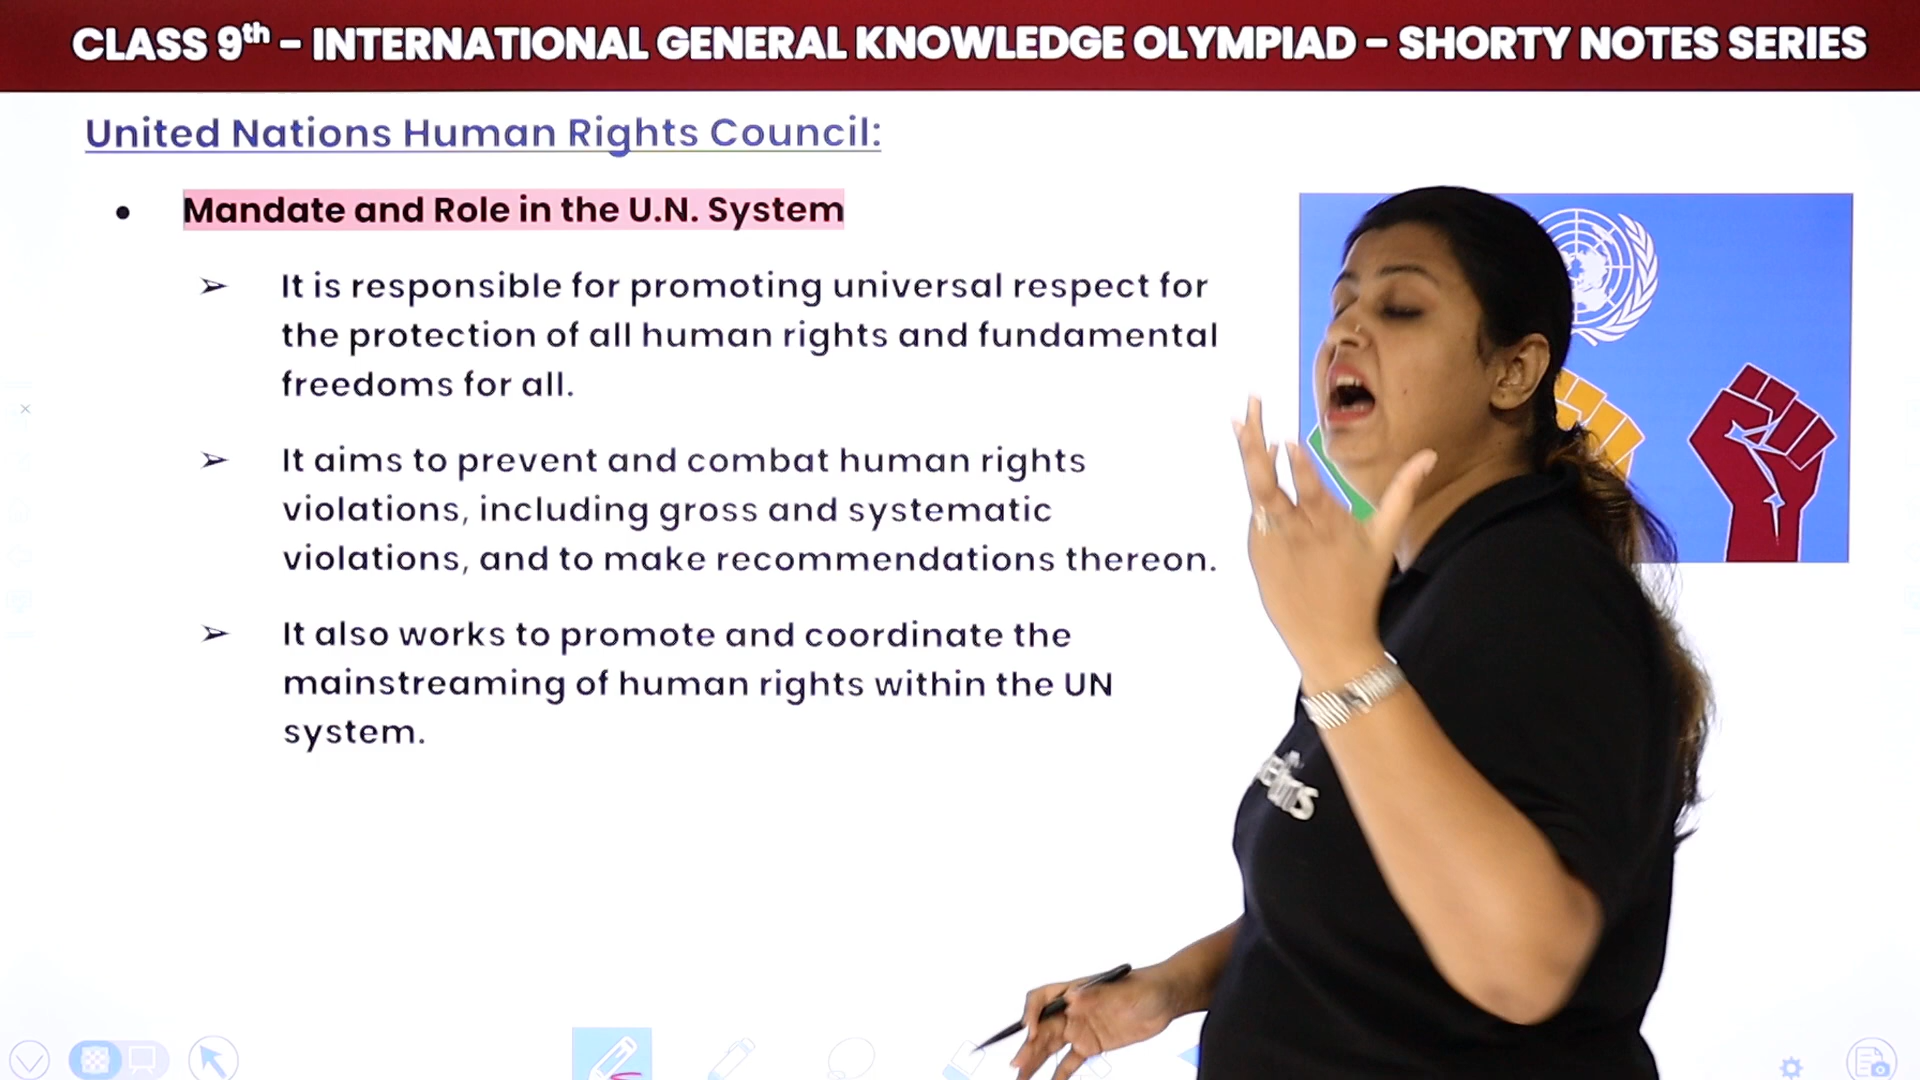 CLASS 9th - INTERNATIONAL GENERAL KNOWLEDGE OLYMPIAD - SHORTY NOTES SERIES
United Nations Human Rights Council:
• Mandate and Role in the U.N. System
➢ It is responsible for promoting universal respect for
the protection of all human rights and fundamental
freedoms for all.
➢ It aims to prevent and combat human rights
violations, including gross and systematic
violations, and to make recommendations thereon.
➢ It also works to promote and coordinate the
mainstreaming of human rights within the UN
system.